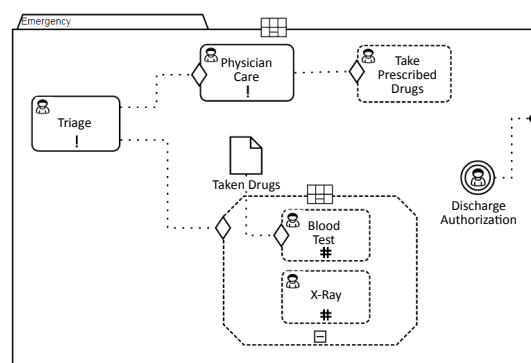 Emergency
Physician
Care
!
Take
Prescribed
Drugs
Triage
!
Taken Drugs
Discharge
Authorization
Blood
Test
#
X-Ray
#